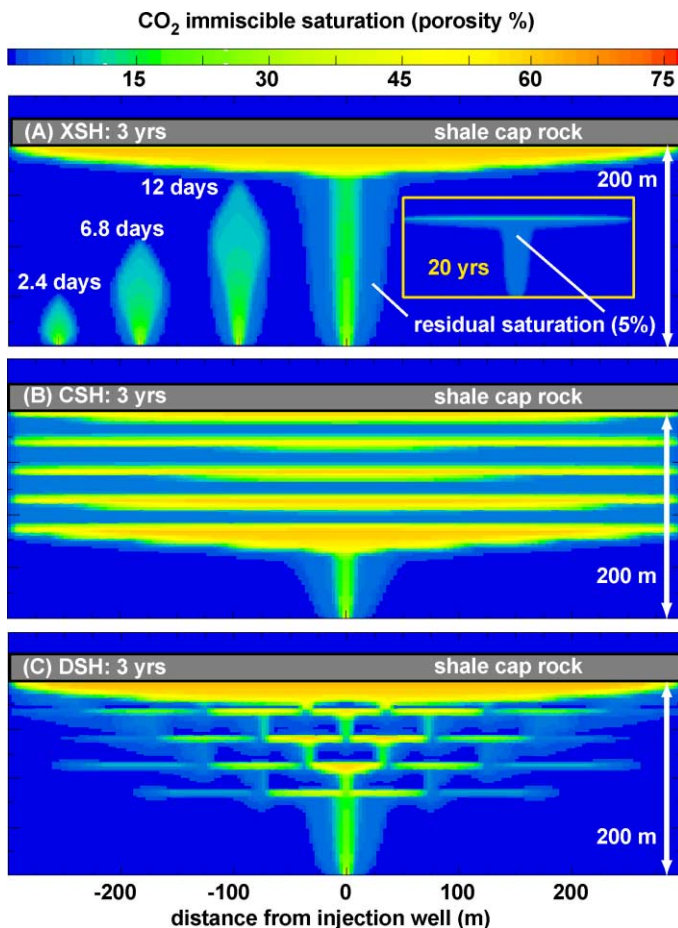 CO₂ immiscible saturation (porosity %)
15 30 45 60 75
(A) XSH: 3 yrs shale cap rock
12 days
200 m
6.8 days
2.4 days
20 yrs
residual saturation (5%)
(B) CSH: 3 yrs shale cap rock
200 m
(C) DSH: 3 yrs shale cap rock
200 m
-200 -100 0 100 200
distance from injection well (m)